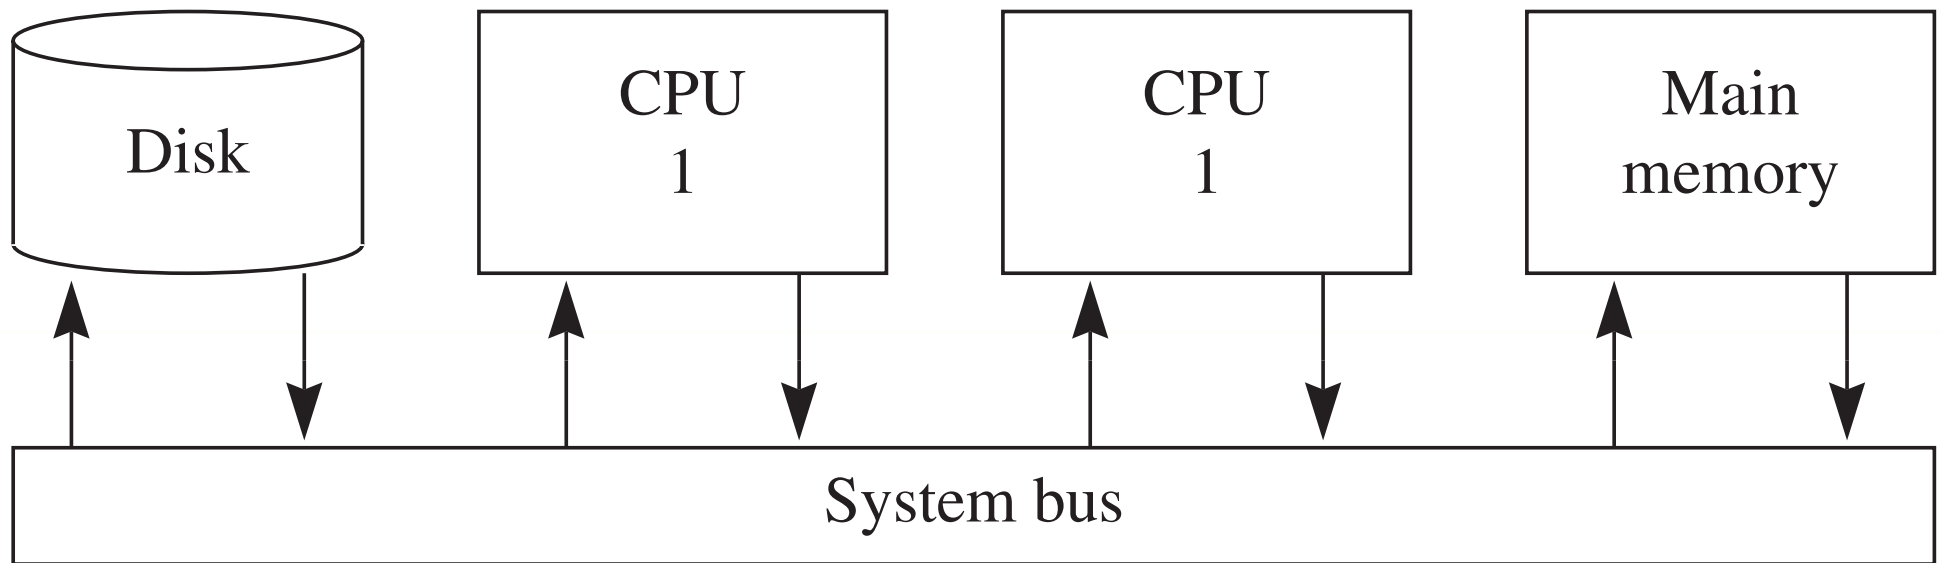 Disk
CPU
1
CPU
1
Main
memory
System bus